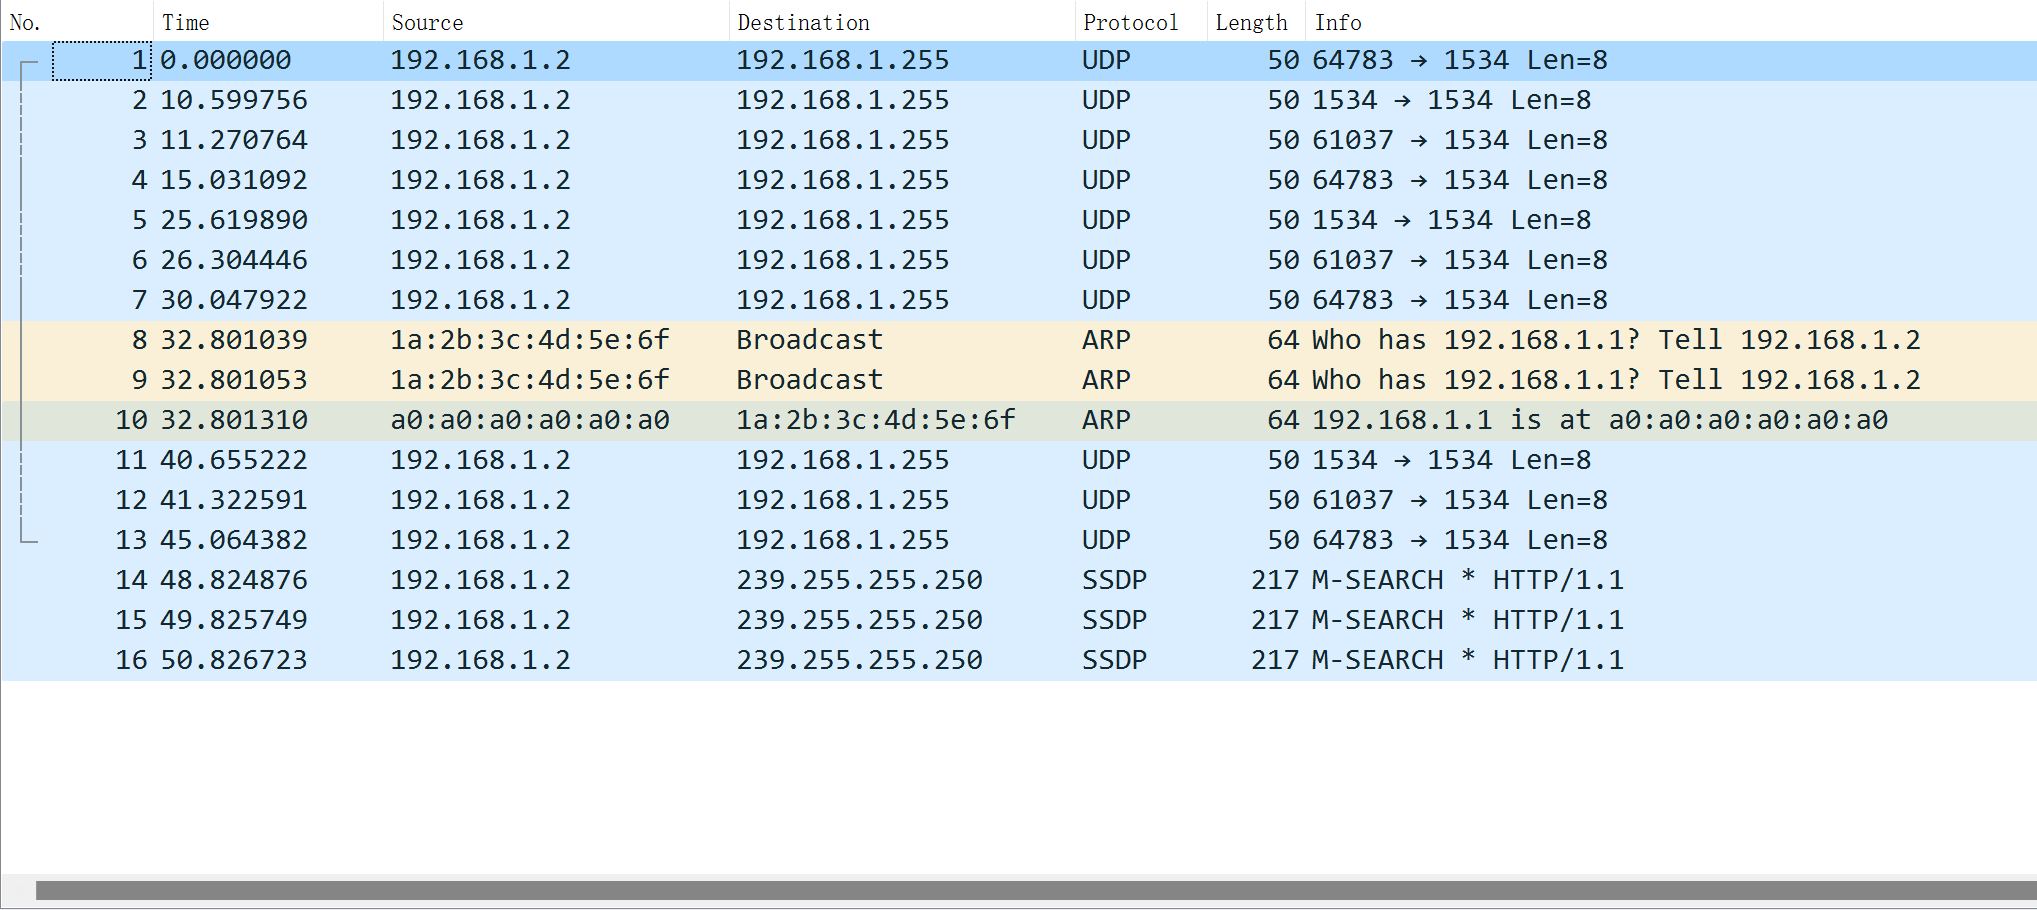 No. Time Source Destination Protocol Length Info
1 0.000000 192.168.1.2 192.168.1.255 UDP 50 64783 → 1534 Len=8
2 10.599756 192.168.1.2 192.168.1.255 UDP 50 1534 → 1534 Len=8
3 11.270764 192.168.1.2 192.168.1.255 UDP 50 61037 → 1534 Len=8
4 15.031092 192.168.1.2 192.168.1.255 UDP 50 64783 → 1534 Len=8
5 25.619890 192.168.1.2 192.168.1.255 UDP 50 1534 → 1534 Len=8
6 26.304446 192.168.1.2 192.168.1.255 UDP 50 61037 → 1534 Len=8
7 30.047922 192.168.1.2 192.168.1.255 UDP 50 64783 → 1534 Len=8
8 32.801039 1a:2b:3c:4d:5e:6f Broadcast ARP 64 Who has 192.168.1.1? Tell 192.168.1.2
9 32.801053 1a:2b:3c:4d:5e:6f Broadcast ARP 64 Who has 192.168.1.1? Tell 192.168.1.2
10 32.801310 a0:a0:a0:a0:a0:a0 1a:2b:3c:4d:5e:6f ARP 64 192.168.1.1 is at a0:a0:a0:a0:a0:a0
11 40.655222 192.168.1.2 192.168.1.255 UDP 50 1534 → 1534 Len=8
12 41.322591 192.168.1.2 192.168.1.255 UDP 50 61037 → 1534 Len=8
13 45.064382 192.168.1.2 192.168.1.255 UDP 50 64783 → 1534 Len=8
14 48.824876 192.168.1.2 239.255.255.250 SSDP 217 M-SEARCH * HTTP/1.1
15 49.825749 192.168.1.2 239.255.255.250 SSDP 217 M-SEARCH * HTTP/1.1
16 50.826723 192.168.1.2 239.255.255.250 SSDP 217 M-SEARCH * HTTP/1.1